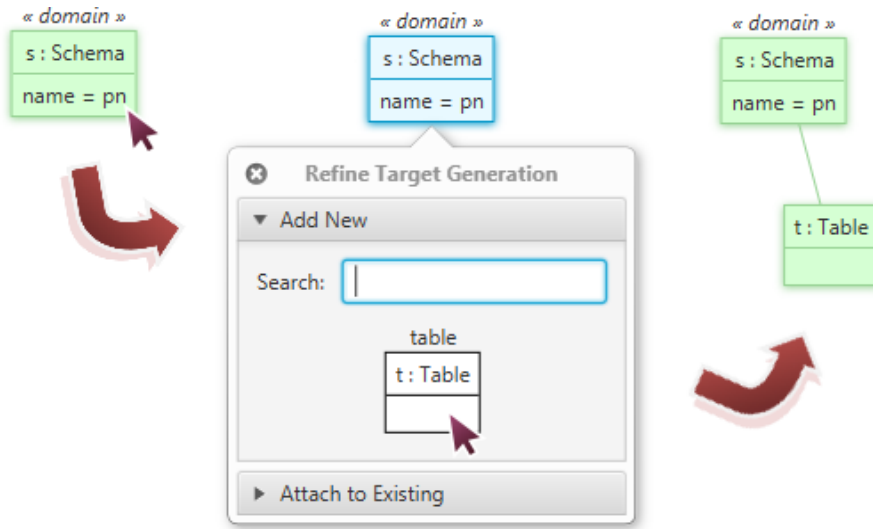 « domain »
s : Schema
name = pn
« domain »
s : Schema
name = pn
Refine Target Generation
Add New
Search:
table
t : Table
Attach to Existing
« domain »
s : Schema
name = pn
t : Table